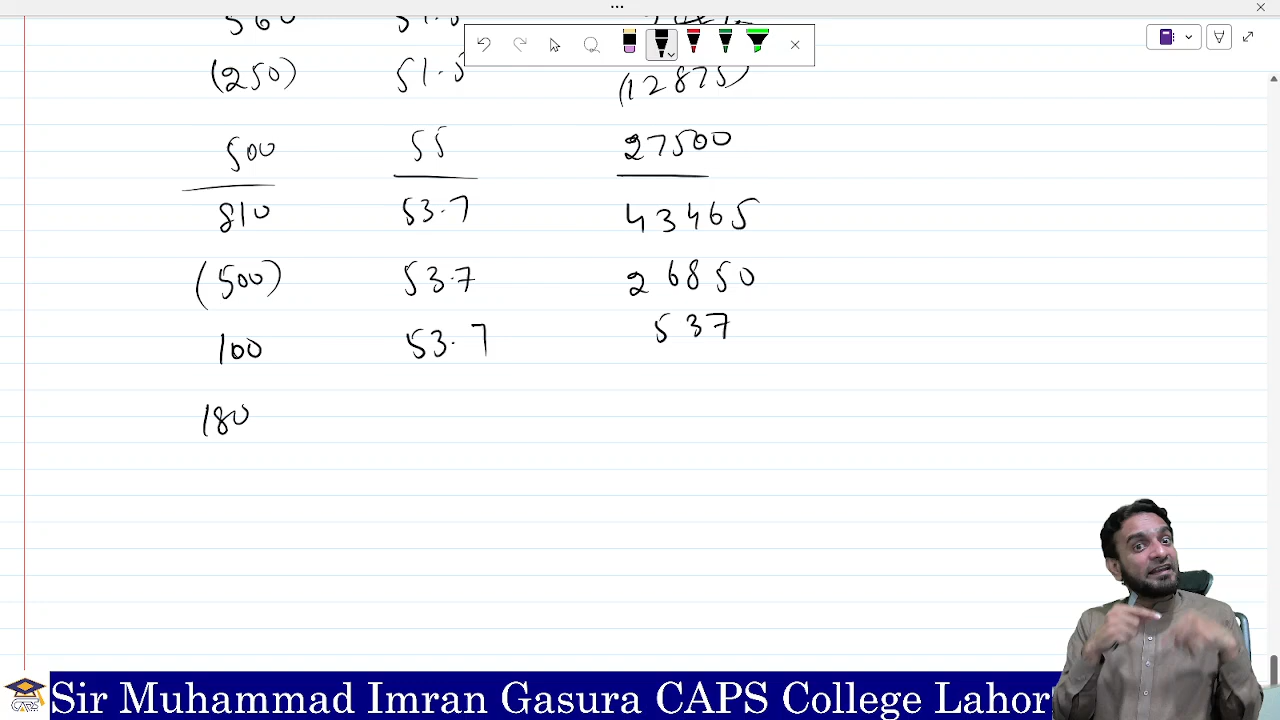 560
(250) 51.5 (12875)
500 55 27500
810 53.7 43465
(500) 53.7 26850
100 53.7 537
180
Sir Muhammad Imran Gasura CAPS College Lahor